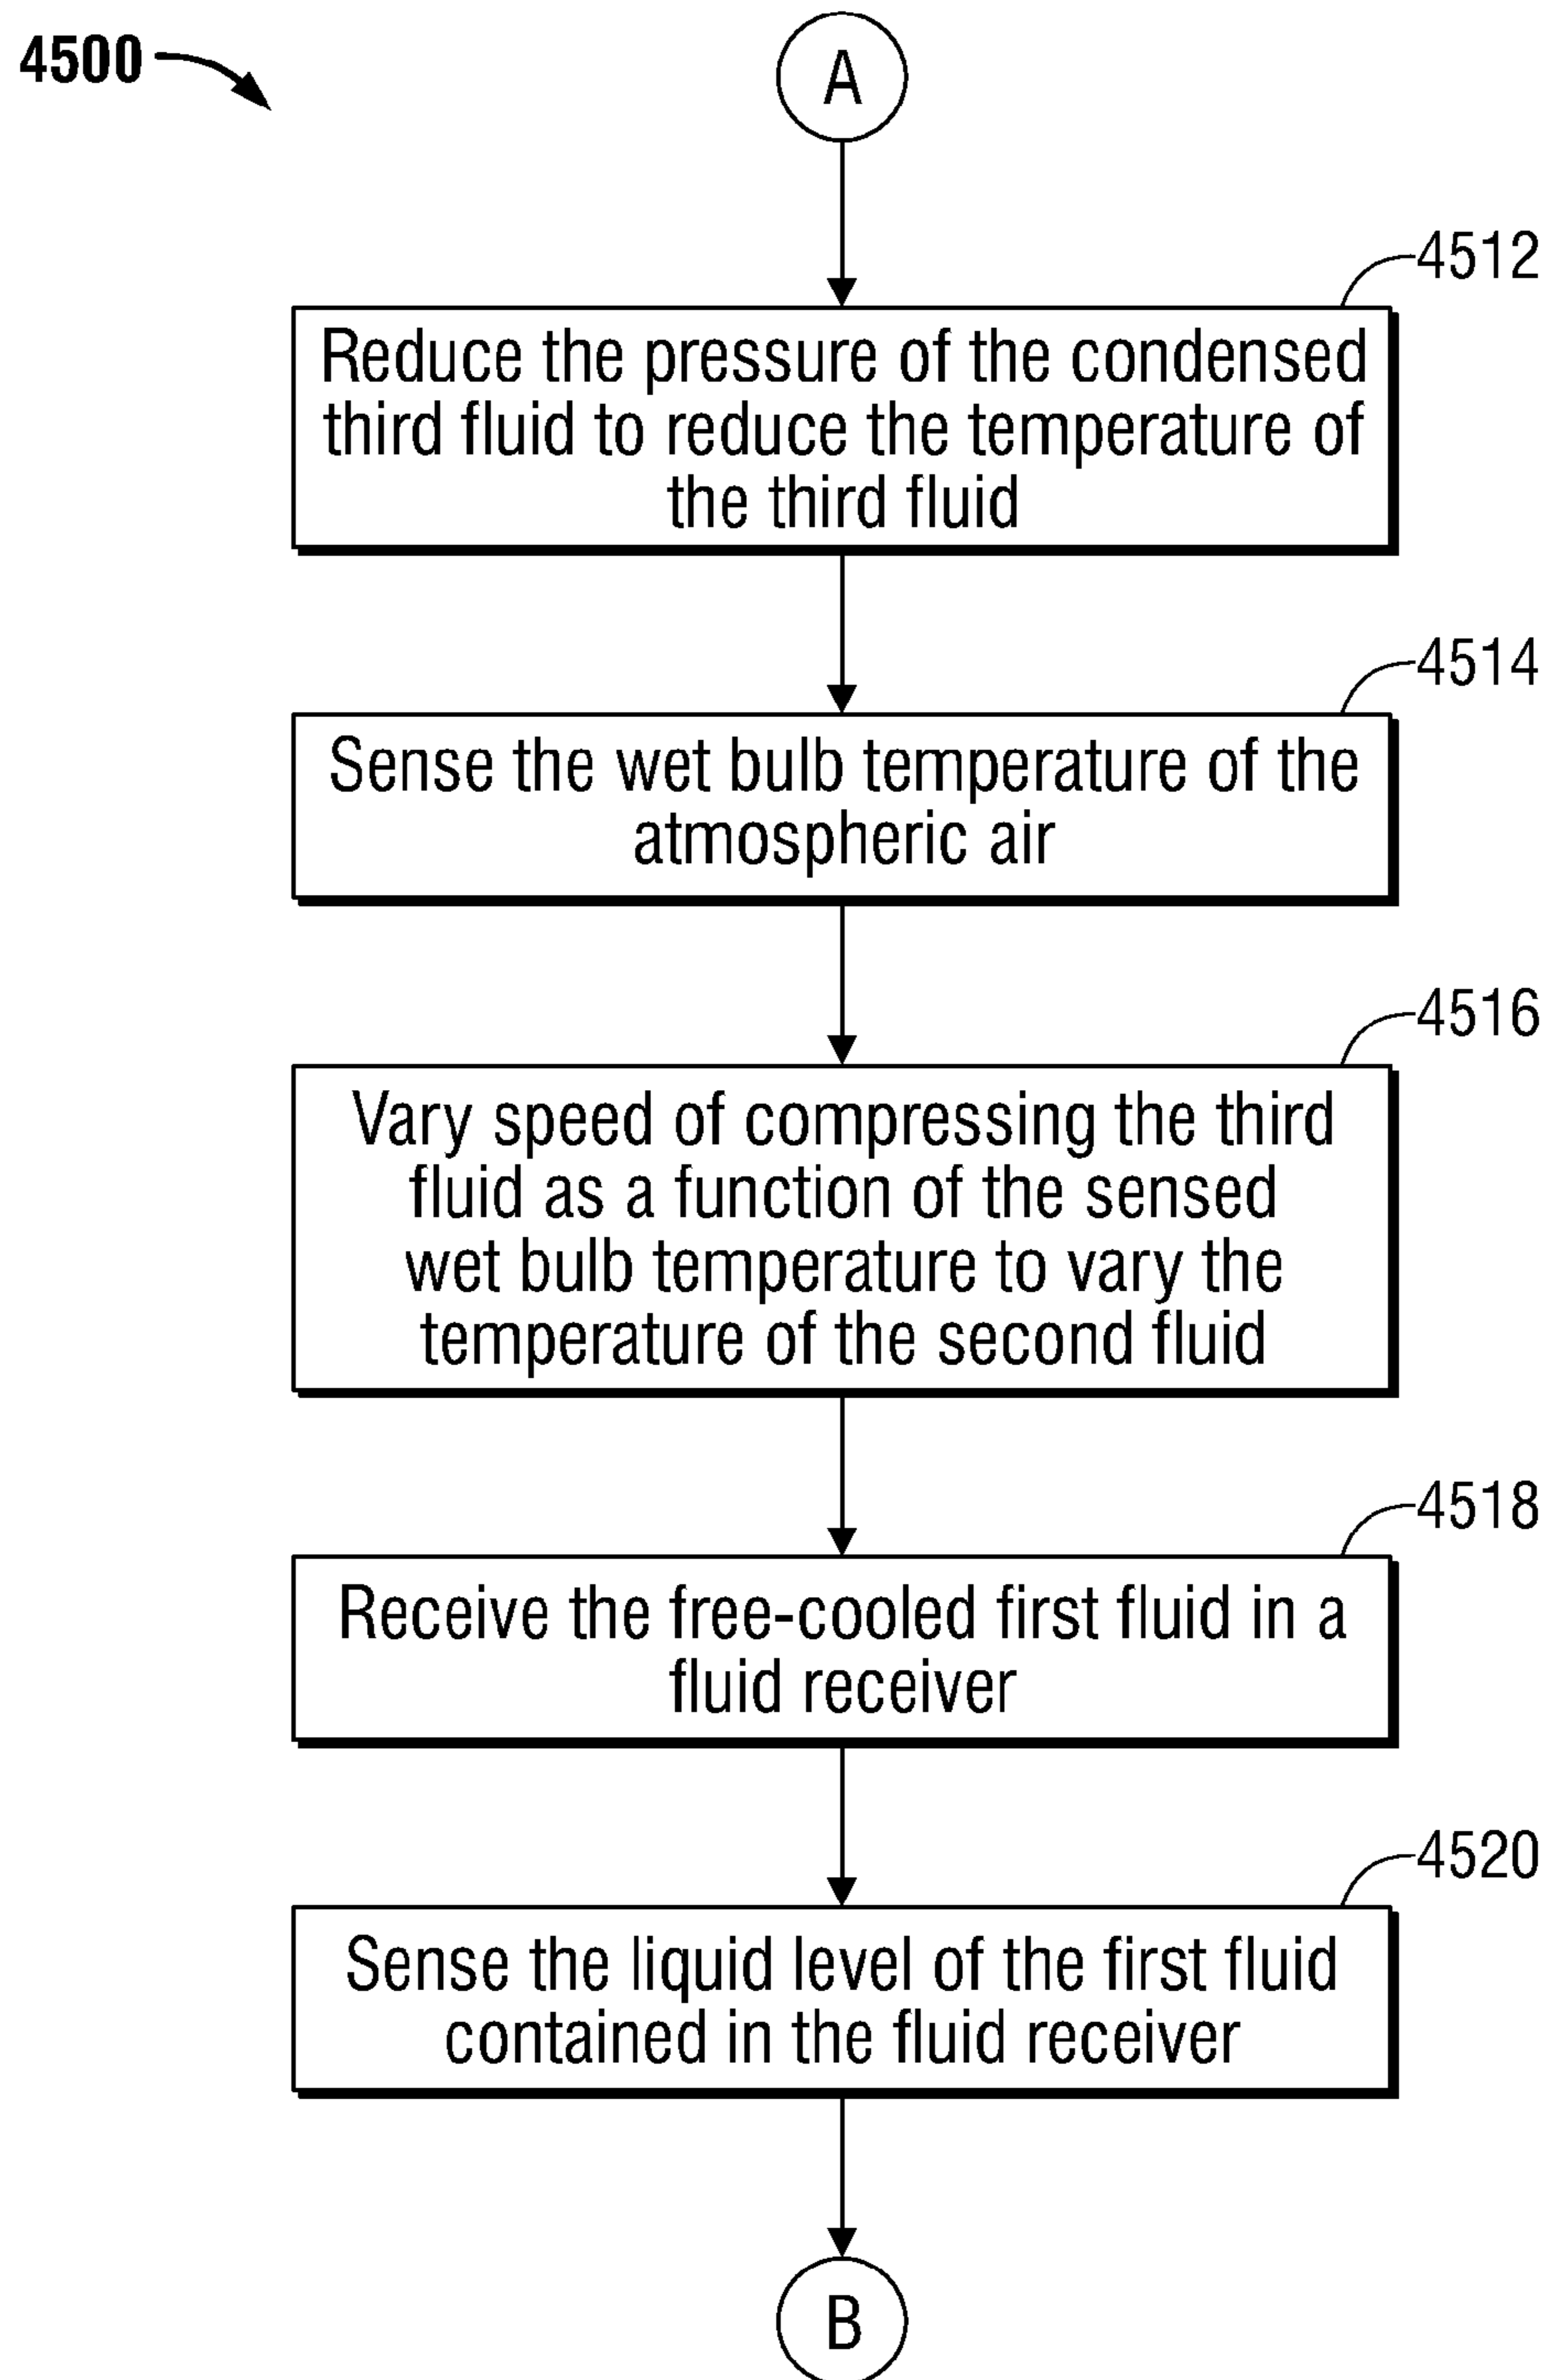 4500
A
4512
Reduce the pressure of the condensed
third fluid to reduce the temperature of
the third fluid
4514
Sense the wet bulb temperature of the
atmospheric air
4516
Vary speed of compressing the third
fluid as a function of the sensed
wet bulb temperature to vary the
temperature of the second fluid
4518
Receive the free-cooled first fluid in a
fluid receiver
4520
Sense the liquid level of the first fluid
contained in the fluid receiver
B